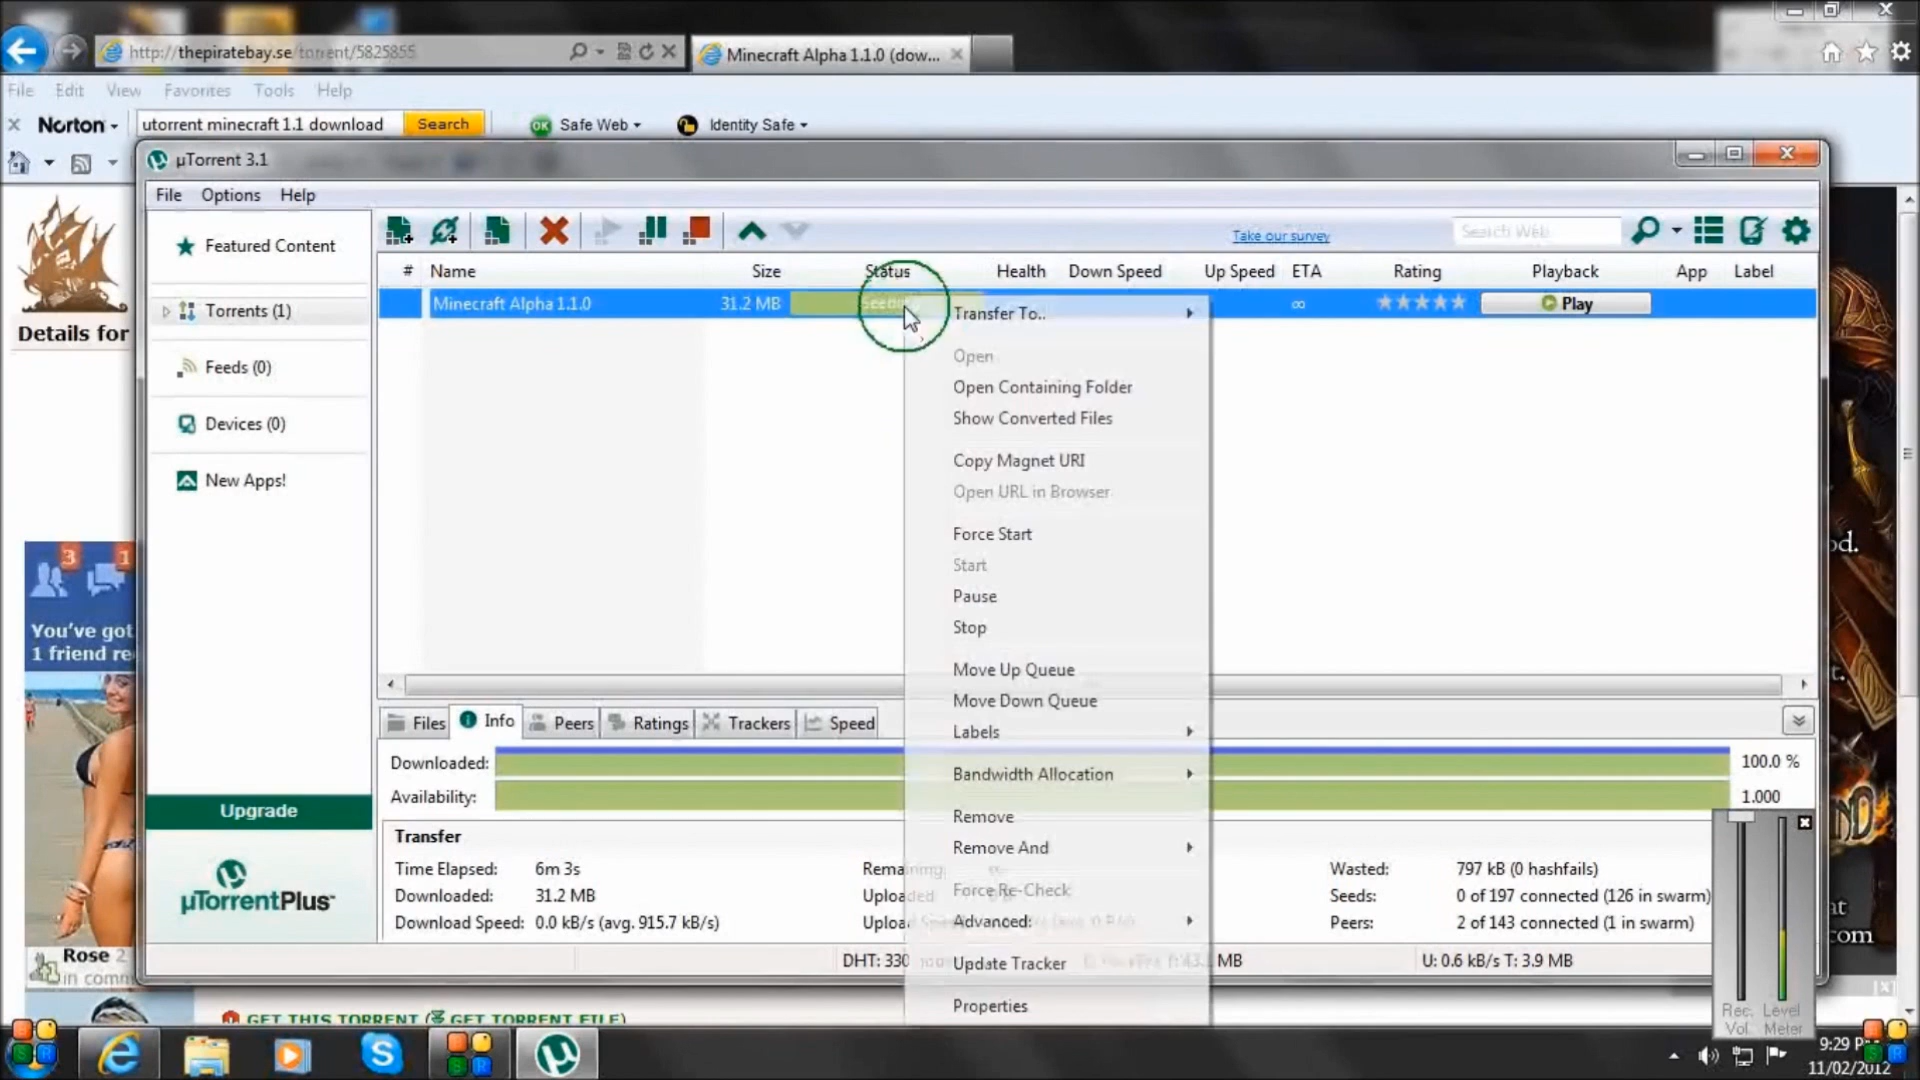 http://thepiratebay.se/torrent/5825855
Minecraft Alpha 1.1.0 (dow...
File Edit View Favorites Tools Help
Norton
utorrent minecraft 1.1 download
Search
OK
Safe Web
Identity Safe
µTorrent 3.1
File Options Help
Details for
Featured Content
Torrents (1)
Feeds (0)
Devices (0)
New Apps!
Upgrade
µTorrentPlus
Take our survey
Search Web
# Name Size Status Health Down Speed Up Speed ETA Rating Playback App Label
Minecraft Alpha 1.1.0 31.2 MB ∞ Play
Transfer To..
Open
Open Containing Folder
Show Converted Files
Copy Magnet URI
Open URL in Browser
Force Start
Start
Pause
Stop
Move Up Queue
Move Down Queue
Labels
Bandwidth Allocation
Remove
Remove And
Force Re-Check
Advanced:
Update Tracker
Properties
Files Info Peers Ratings Trackers Speed
Downloaded: 100.0 %
Availability: 1.000
Transfer
Time Elapsed: 6m 3s
Downloaded: 31.2 MB
Download Speed: 0.0 kB/s (avg. 915.7 kB/s)
Wasted: 797 kB (0 hashfails)
Seeds: 0 of 197 connected (126 in swarm)
Peers: 2 of 143 connected (1 in swarm)
DHT: 330
MB
U: 0.6 kB/s T: 3.9 MB
3 1
You've got
1 friend re
Rose 2
in comm
GET THIS TORRENT (GET TORRENT FILE)
od.
t.
at
com
Rec. Level
Vol Meter
9:29 P
11/02/2012